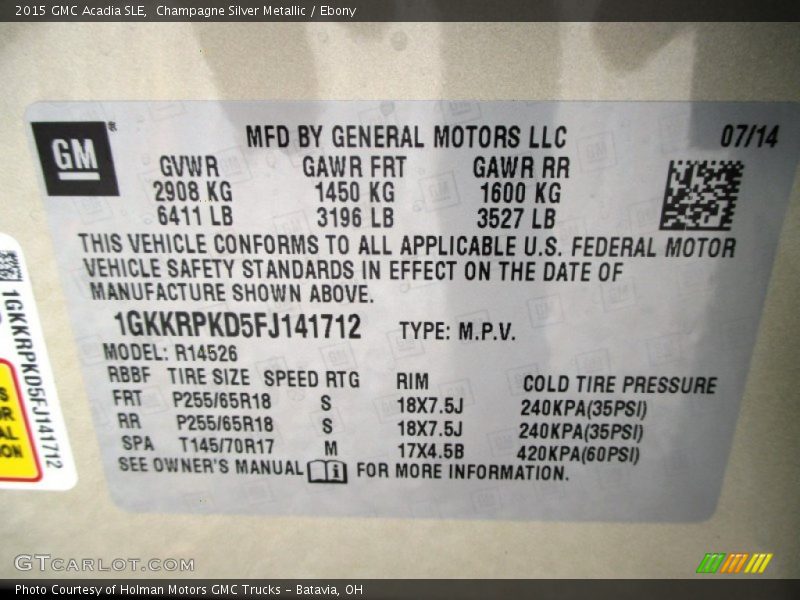 2015 GMC Acadia SLE,  Champagne Silver Metallic / Ebony
GM®
MFD BY GENERAL MOTORS LLC 07/14
GVWR GAWR FRT GAWR RR
2908 KG 1450 KG 1600 KG
6411 LB 3196 LB 3527 LB
THIS VEHICLE CONFORMS TO ALL APPLICABLE U.S. FEDERAL MOTOR
VEHICLE SAFETY STANDARDS IN EFFECT ON THE DATE OF
MANUFACTURE SHOWN ABOVE.
1GKKRPKD5FJ141712 TYPE: M.P.V.
MODEL: R14526
RBBF TIRE SIZE SPEED RTG RIM COLD TIRE PRESSURE
FRT P255/65R18 S 18X7.5J 240KPA(35PSI)
RR P255/65R18 S 18X7.5J 240KPA(35PSI)
SPA T145/70R17 M 17X4.5B 420KPA(60PSI)
SEE OWNER'S MANUAL i FOR MORE INFORMATION.
1GKKRPKD5FJ141712
GTCARLOT.COM
Photo Courtesy of Holman Motors GMC Trucks - Batavia, OH